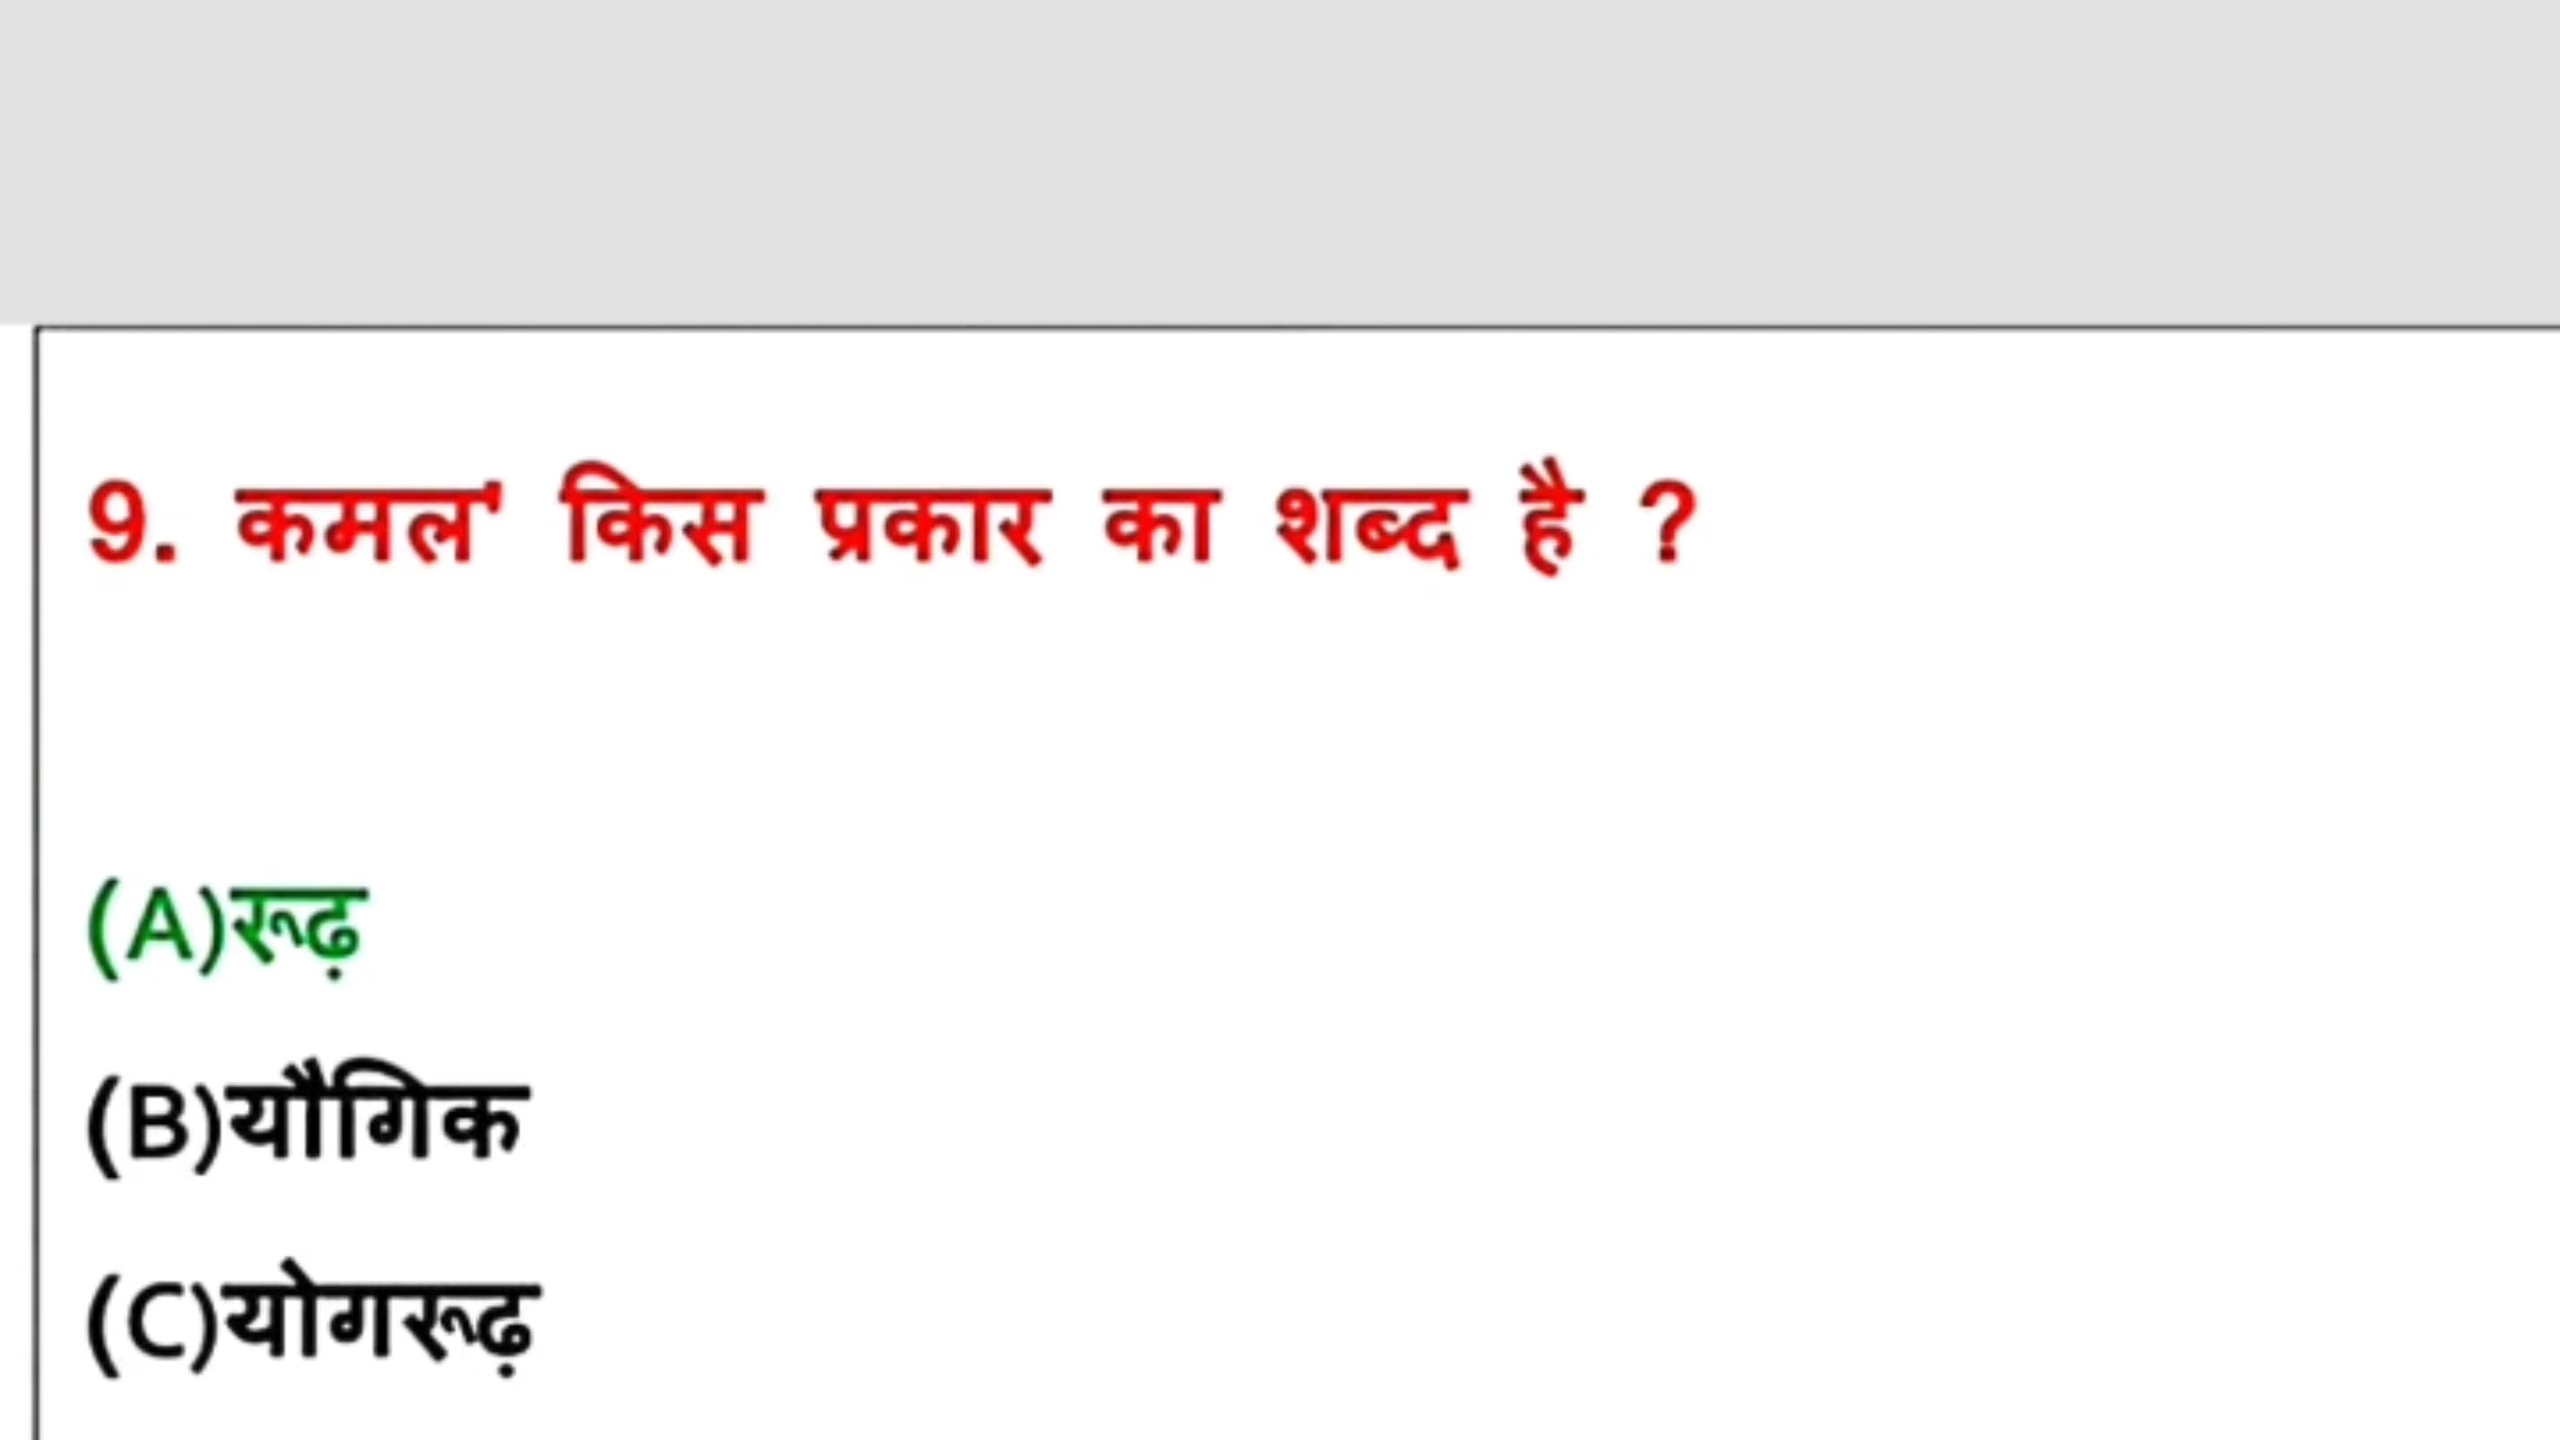 9. कमल' किस प्रकार का शब्द है ?
(A)रूढ़
(B)यौगिक
(C)योगरूढ़